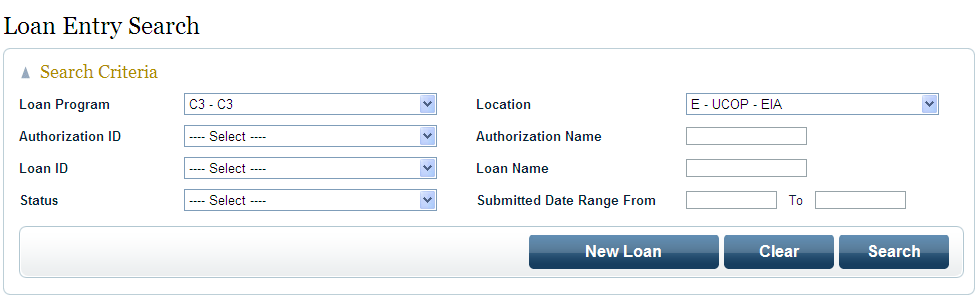 Loan Entry Search
Search Criteria
Loan Program C3 - C3 Location E - UCOP - EIA
Authorization ID ---- Select ---- Authorization Name
Loan ID ---- Select ---- Loan Name
Status ---- Select ---- Submitted Date Range From To
New Loan Clear Search